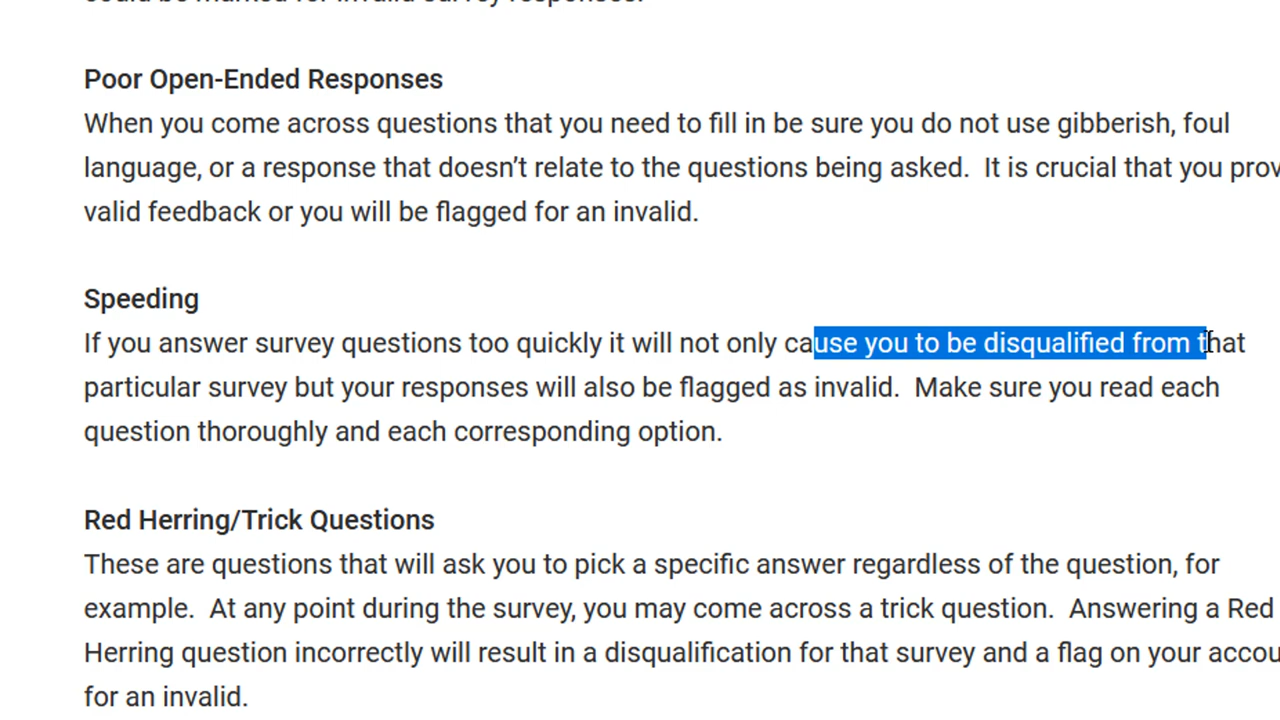 could be marked for invalid survey responses.
Poor Open-Ended Responses
When you come across questions that you need to fill in be sure you do not use gibberish, foul
language, or a response that doesn’t relate to the questions being asked.  It is crucial that you prov
valid feedback or you will be flagged for an invalid.
Speeding
If you answer survey questions too quickly it will not only cause you to be disqualified from that
particular survey but your responses will also be flagged as invalid.  Make sure you read each
question thoroughly and each corresponding option.
Red Herring/Trick Questions
These are questions that will ask you to pick a specific answer regardless of the question, for
example.  At any point during the survey, you may come across a trick question.  Answering a Red
Herring question incorrectly will result in a disqualification for that survey and a flag on your accou
for an invalid.